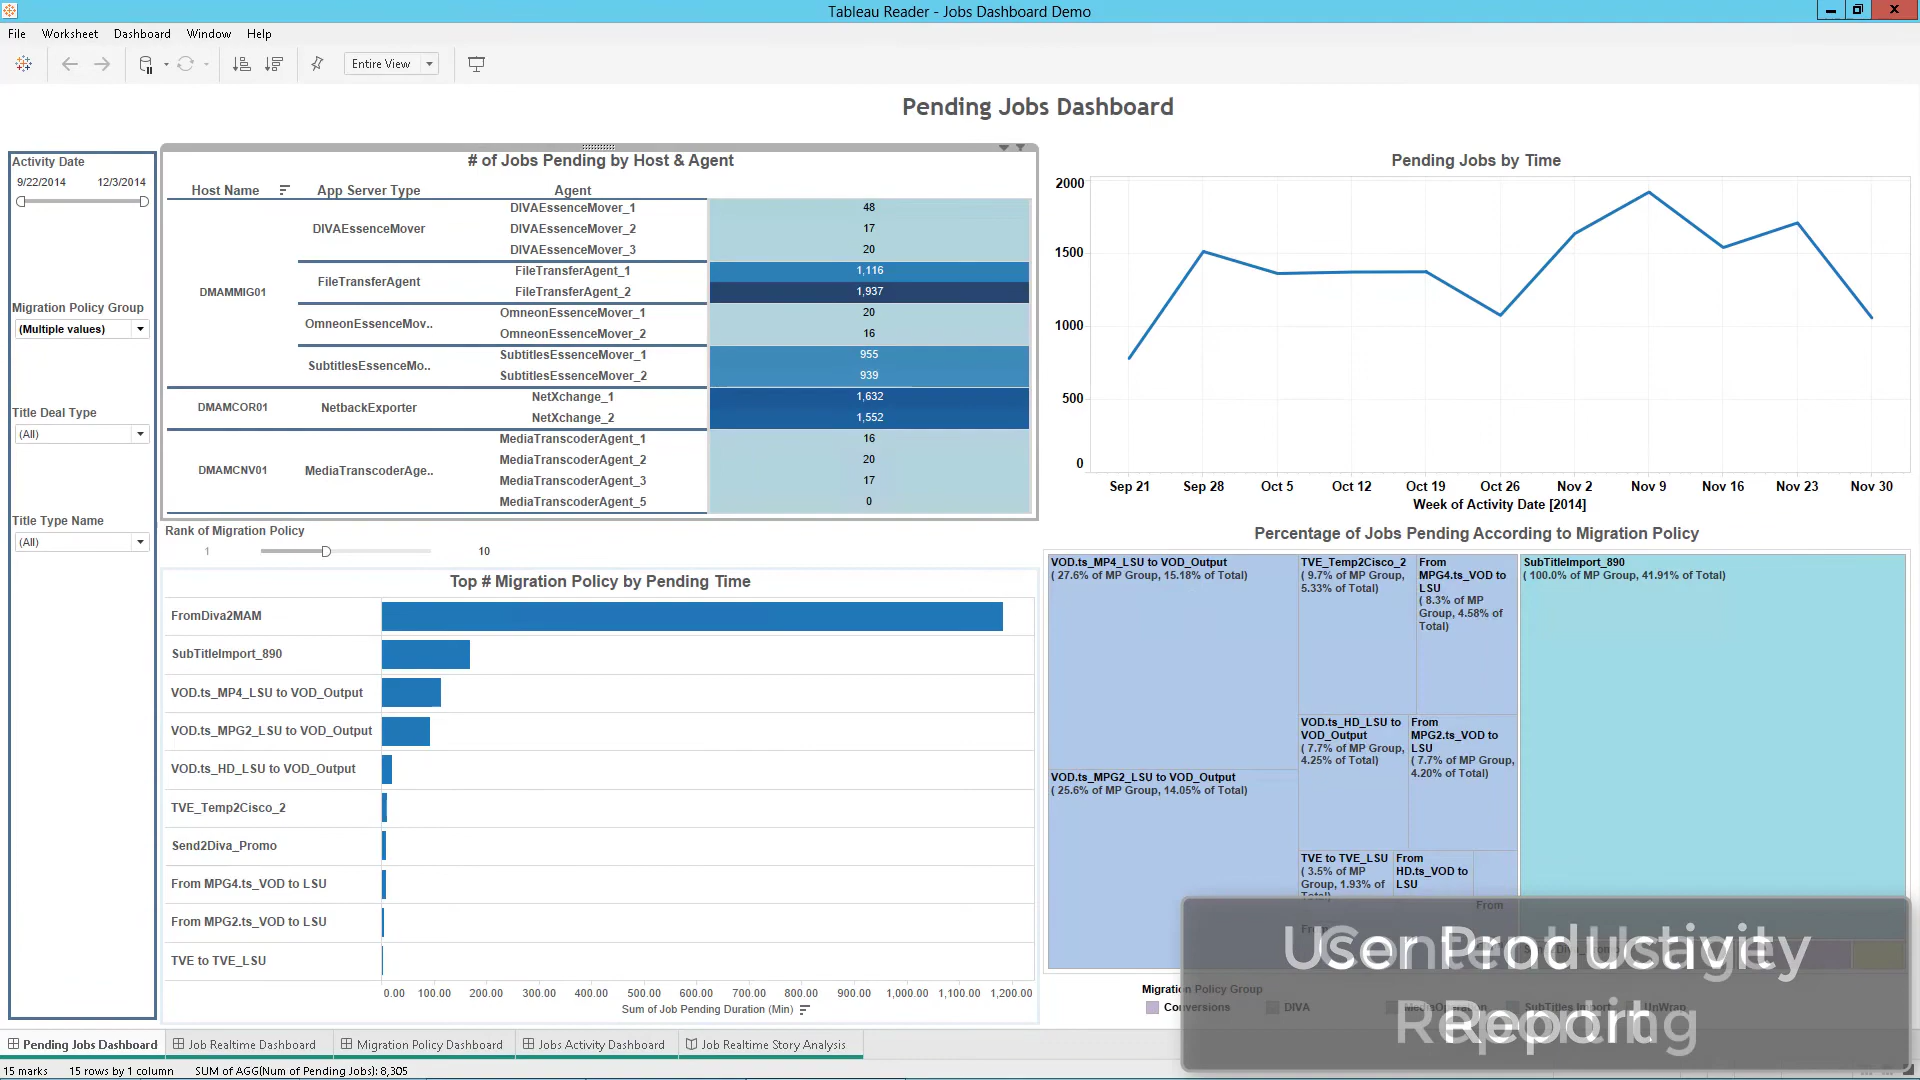 Tableau Reader - Jobs Dashboard Demo
File Worksheet Dashboard Window Help
Entire View
Pending Jobs Dashboard
Activity Date
9/22/2014 12/3/2014
Migration Policy Group
(Multiple values)
Title Deal Type
(All)
Title Type Name
(All)
# of Jobs Pending by Host & Agent
Host Name App Server Type Agent
DMAMMIG01
DIVAEssenceMover
DIVAEssenceMover_1 48
DIVAEssenceMover_2 17
DIVAEssenceMover_3 20
FileTransferAgent
FileTransferAgent_1 1,116
FileTransferAgent_2 1,937
OmneonEssenceMov..
OmneonEssenceMover_1 20
OmneonEssenceMover_2 16
SubtitlesEssenceMo..
SubtitlesEssenceMover_1 955
SubtitlesEssenceMover_2 939
DMAMCOR01
NetbackExporter
NetXchange_1 1,632
NetXchange_2 1,552
DMAMCNV01
MediaTranscoderAge..
MediaTranscoderAgent_1 16
MediaTranscoderAgent_2 20
MediaTranscoderAgent_3 17
MediaTranscoderAgent_5 0
Pending Jobs by Time
2000
1500
1000
500
0
Sep 21 Sep 28 Oct 5 Oct 12 Oct 19 Oct 26 Nov 2 Nov 9 Nov 16 Nov 23 Nov 30
Week of Activity Date [2014]
Rank of Migration Policy
1 10
Top # Migration Policy by Pending Time
FromDiva2MAM
SubTitleImport_890
VOD.ts_MP4_LSU to VOD_Output
VOD.ts_MPG2_LSU to VOD_Output
VOD.ts_HD_LSU to VOD_Output
TVE_Temp2Cisco_2
Send2Diva_Promo
From MPG4.ts_VOD to LSU
From MPG2.ts_VOD to LSU
TVE to TVE_LSU
0.00 100.00 200.00 300.00 400.00 500.00 600.00 700.00 800.00 900.00 1,000.00 1,100.00 1,200.00
Sum of Job Pending Duration (Min)
Percentage of Jobs Pending According to Migration Policy
VOD.ts_MP4_LSU to VOD_Output
( 27.6% of MP Group, 15.18% of Total)
VOD.ts_MPG2_LSU to VOD_Output
( 25.6% of MP Group, 14.05% of Total)
TVE_Temp2Cisco_2
( 9.7% of MP Group,
5.33% of Total)
From
MPG4.ts_VOD to
LSU
( 8.3% of MP
Group, 4.58% of
Total)
VOD.ts_HD_LSU to
VOD_Output
( 7.7% of MP Group,
4.25% of Total)
From
MPG2.ts_VOD to
LSU
( 7.7% of MP Group,
4.20% of Total)
TVE to TVE_LSU
( 3.5% of MP
Group, 1.93% of
Total)
From
HD.ts_VOD to
LSU
From
From
SubTitleImport_890
( 100.0% of MP Group, 41.91% of Total)
Migration Policy Group
Conversions DIVA MediaOperation SubTitles Import UnWrap
User Productivity
Report
Pending Jobs Dashboard Job Realtime Dashboard Migration Policy Dashboard Jobs Activity Dashboard Job Realtime Story Analysis
15 marks 15 rows by 1 column SUM of AGG(Num of Pending Jobs): 8,305